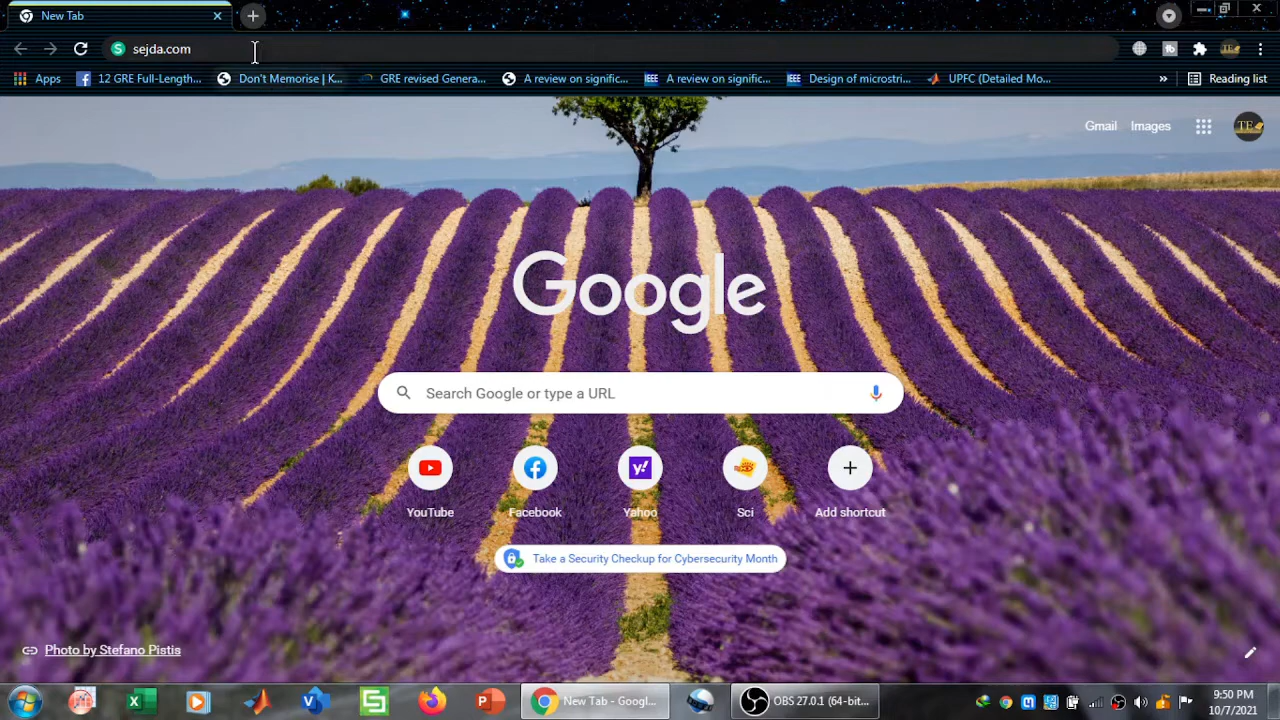 New Tab
sejda.com
Apps
12 GRE Full-Length...
Don't Memorise | K...
GRE revised Genera...
A review on signific...
IEEE
A review on signific...
IEEE
Design of microstri...
UPFC (Detailed Mo...
»
Reading list
Gmail
Images
TE
Google
Search Google or type a URL
YouTube
Facebook
Yahoo
Sci
Add shortcut
Take a Security Checkup for Cybersecurity Month
Photo by Stefano Pistis
New Tab - Googl...
OBS 27.0.1 (64-bit...
9:50 PM
10/7/2021